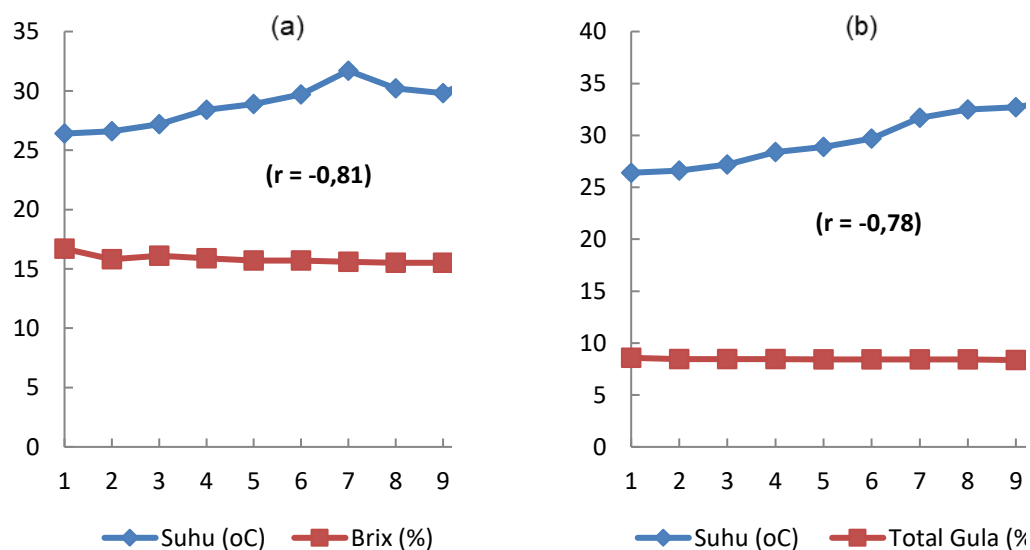 (a)
35
30
25
20
15
10
5
0
(r = -0,81)
1 2 3 4 5 6 7 8 9
Suhu (oC) Brix (%)
(b)
40
35
30
25
20
15
10
5
0
(r = -0,78)
1 2 3 4 5 6 7 8 9
Suhu (oC) Total Gula (%